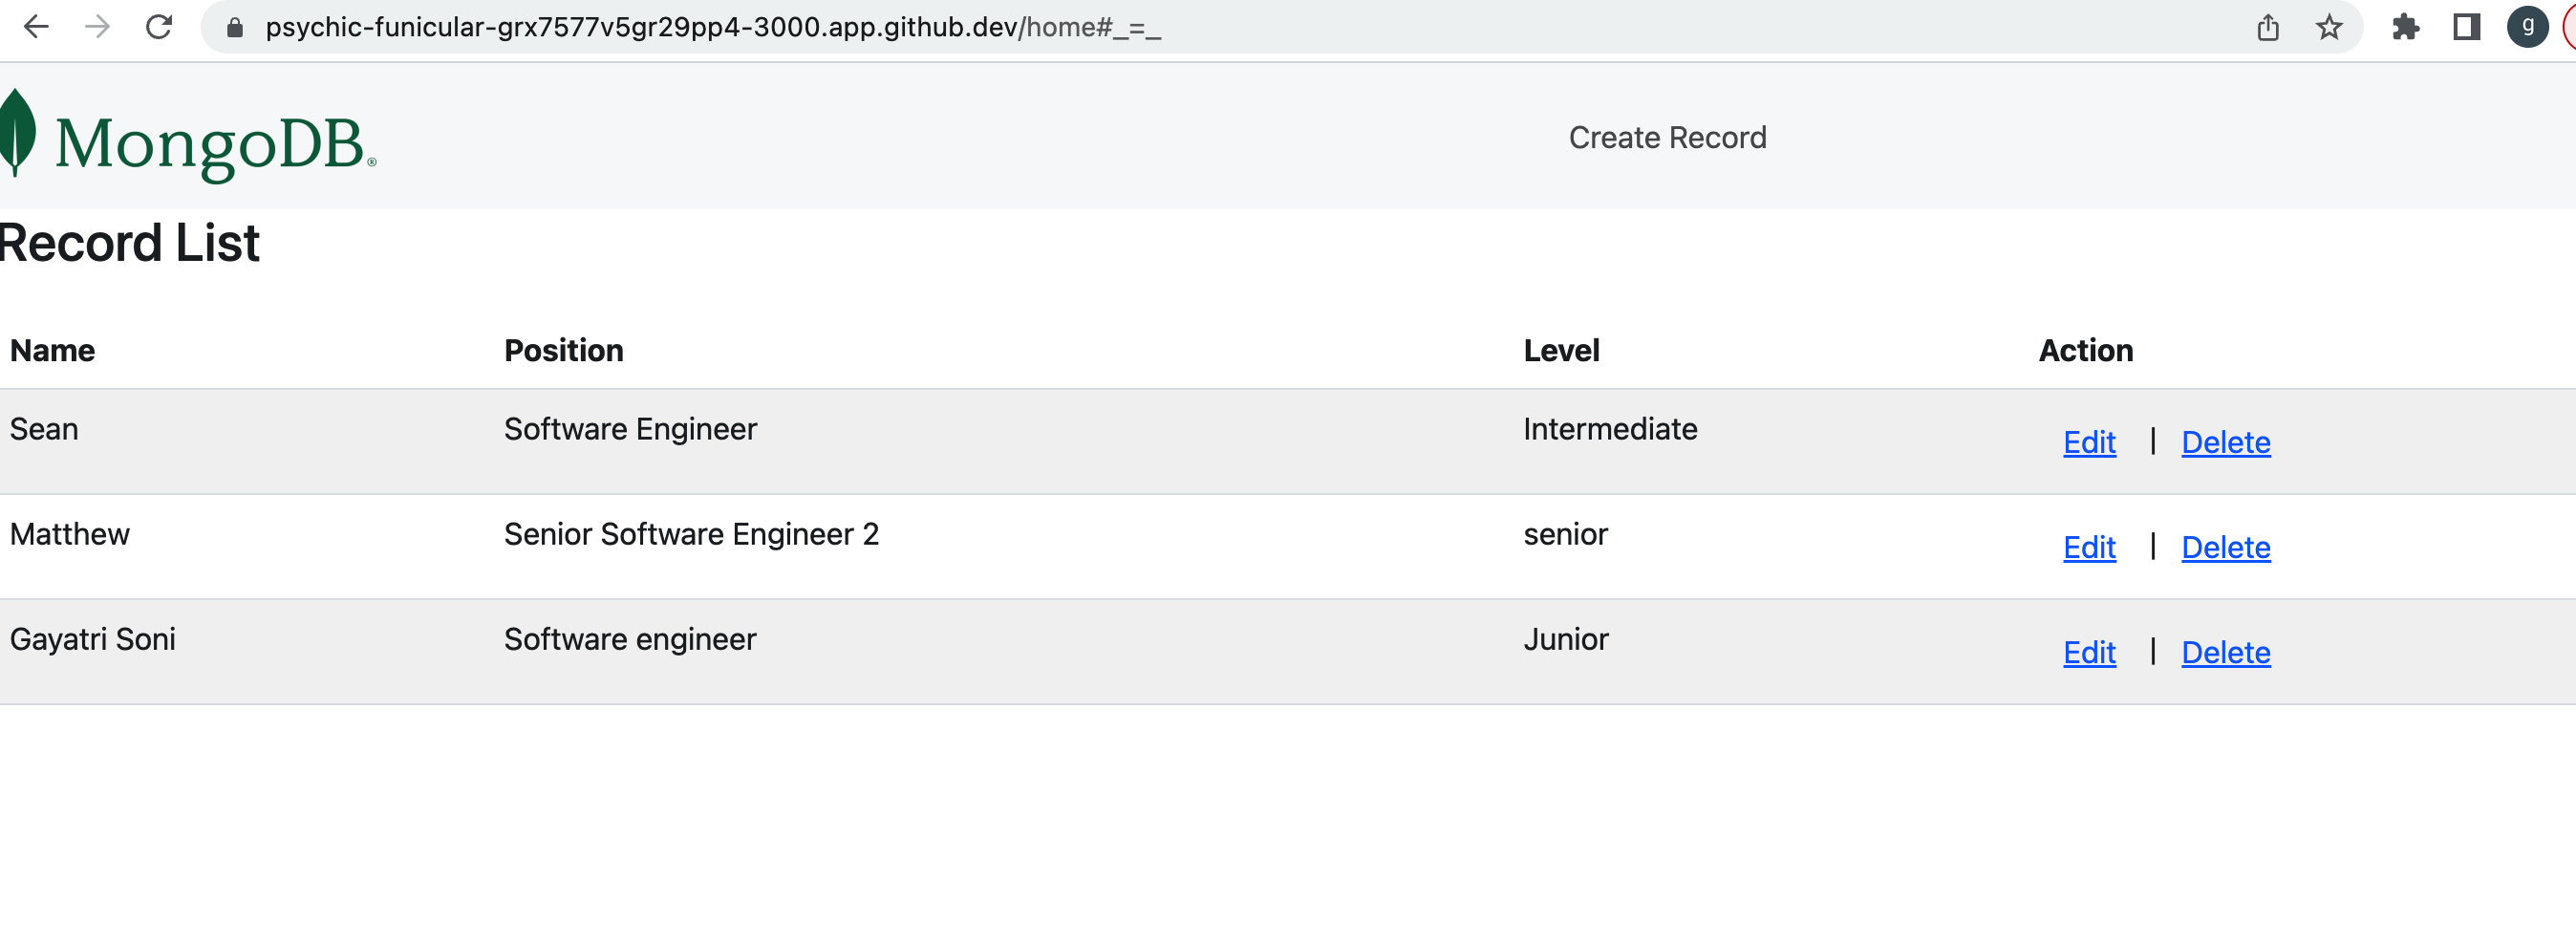 psychic-funicular-grx7577v5gr29pp4-3000.app.github.dev/home#_=_
g
MongoDB®
Create Record
Record List
Name Position Level Action
Sean Software Engineer Intermediate Edit | Delete
Matthew Senior Software Engineer 2 senior Edit | Delete
Gayatri Soni Software engineer Junior Edit | Delete